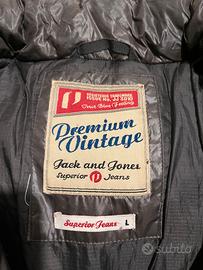 Premium
Vintage
Jack and Jones
Superior Jeans
Superior Jeans L
subito